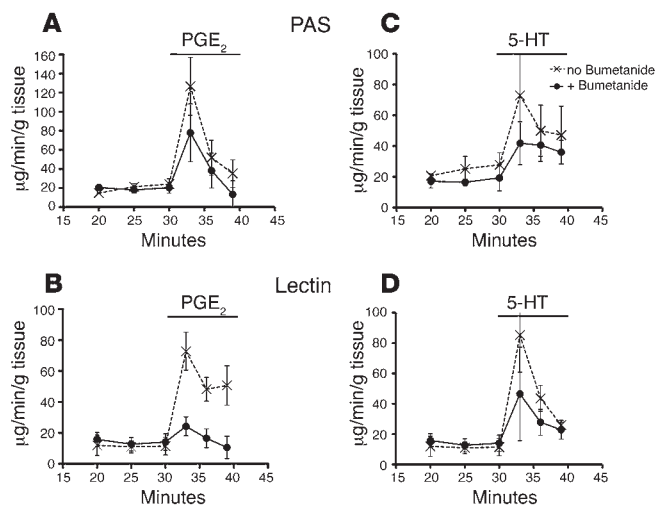 A PAS C
PGE2 5-HT
160
140
120
100
80
60
40
20
0
µg/min/g tissue
15 20 25 30 35 40 45
Minutes
100
80
60
40
20
0
µg/min/g tissue
no Bumetanide
+ Bumetanide
15 20 25 30 35 40 45
Minutes
B Lectin D
PGE2 5-HT
100
80
60
40
20
0
µg/min/g tissue
15 20 25 30 35 40 45
Minutes
100
80
60
40
20
0
µg/min/g tissue
15 20 25 30 35 40 45
Minutes